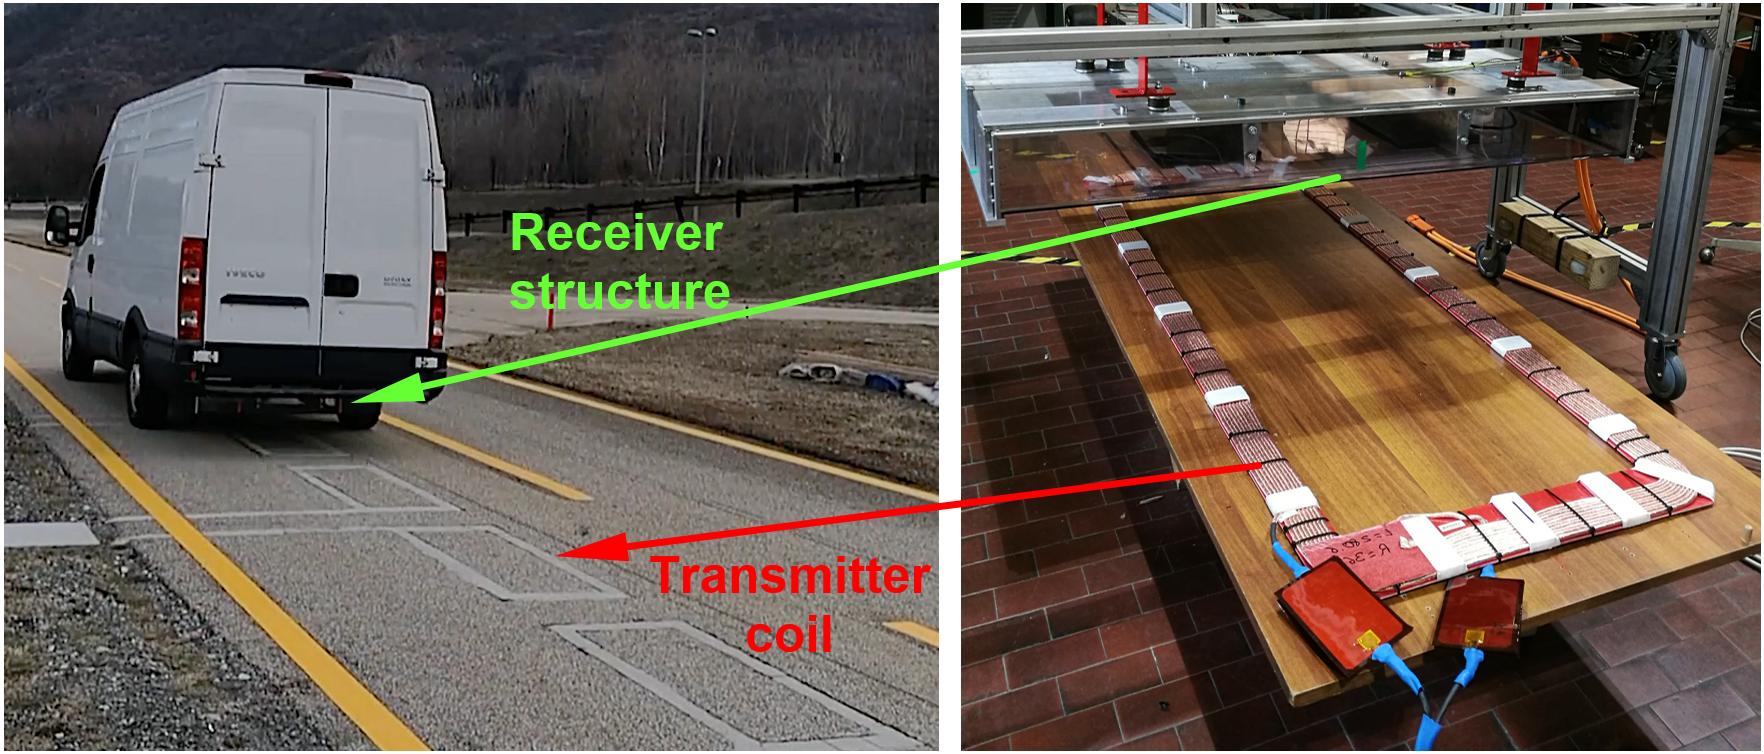 Receiver
structure
Transmitter
coil
IVECO